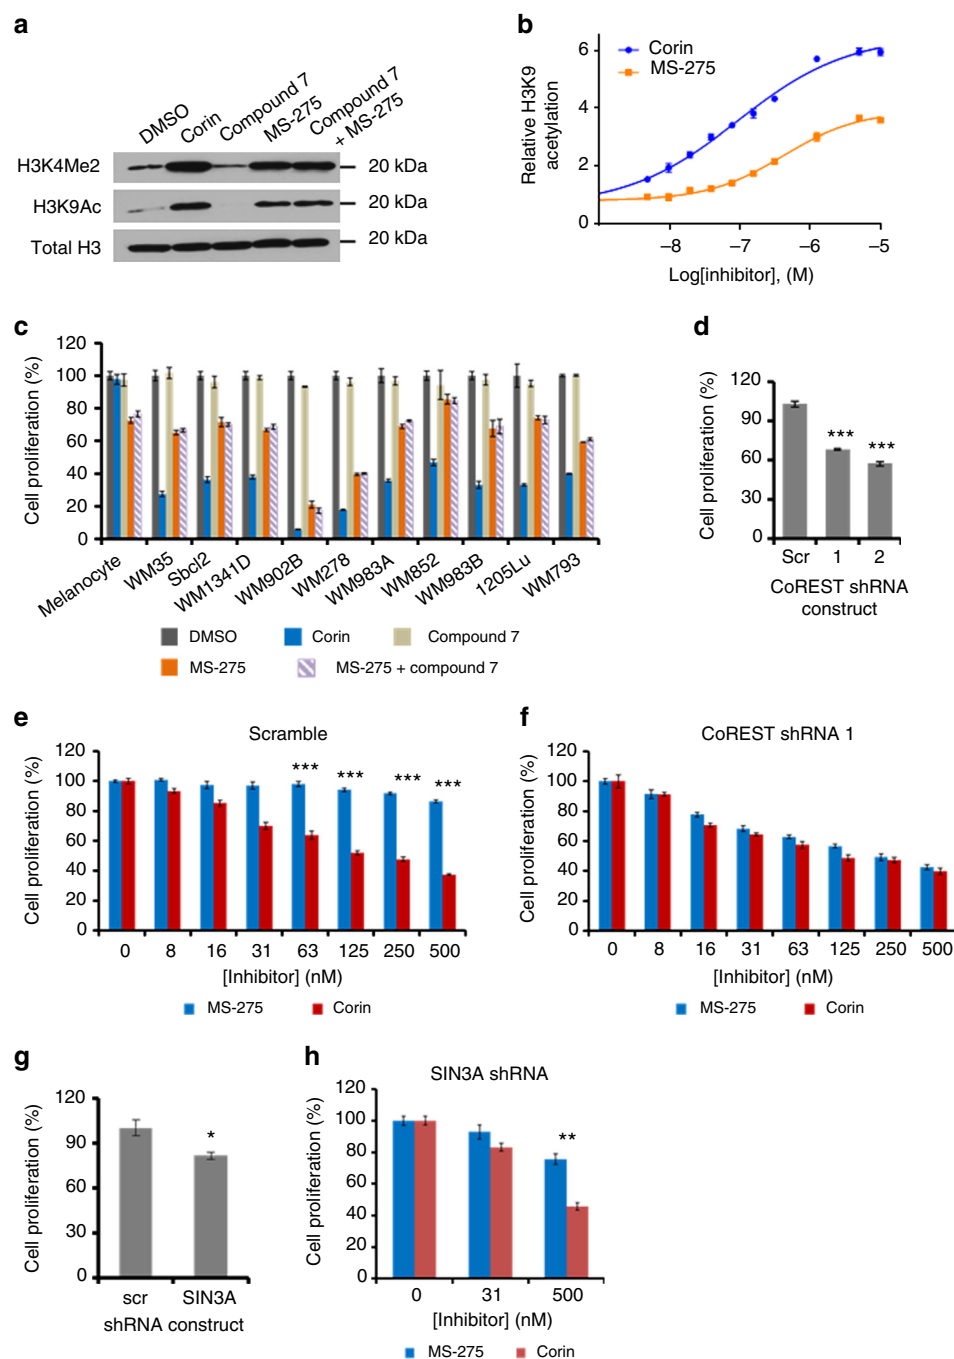 a
DMSO
Corin
Compound 7
MS-275
Compound 7
+ MS-275
H3K4Me2
20 kDa
H3K9Ac
20 kDa
Total H3
20 kDa
b
Relative H3K9
acetylation
6
4
2
0
Corin
MS-275
–8
–7
–6
–5
Log[inhibitor], (M)
c
Cell proliferation (%)
120
100
80
60
40
20
0
Melanocyte
WM35
Sbcl2
WM1341D
WM902B
WM278
WM983A
WM852
WM983B
1205Lu
WM793
DMSO
Corin
Compound 7
MS-275
MS-275 + compound 7
d
Cell proliferation (%)
120
90
60
30
0
***
***
Scr
1
2
CoREST shRNA
construct
e
Scramble
Cell proliferation (%)
120
100
80
60
40
20
0
***
***
***
***
0
8
16
31
63
125
250
500
[Inhibitor] (nM)
MS-275
Corin
f
CoREST shRNA 1
Cell proliferation (%)
120
100
80
60
40
20
0
0
8
16
31
63
125
250
500
[Inhibitor] (nM)
MS-275
Corin
g
Cell proliferation (%)
120
90
60
30
0
*
scr
SIN3A
shRNA construct
h
SIN3A shRNA
Cell proliferation (%)
120
100
80
60
40
20
0
**
0
31
500
[Inhibitor] (nM)
MS-275
Corin